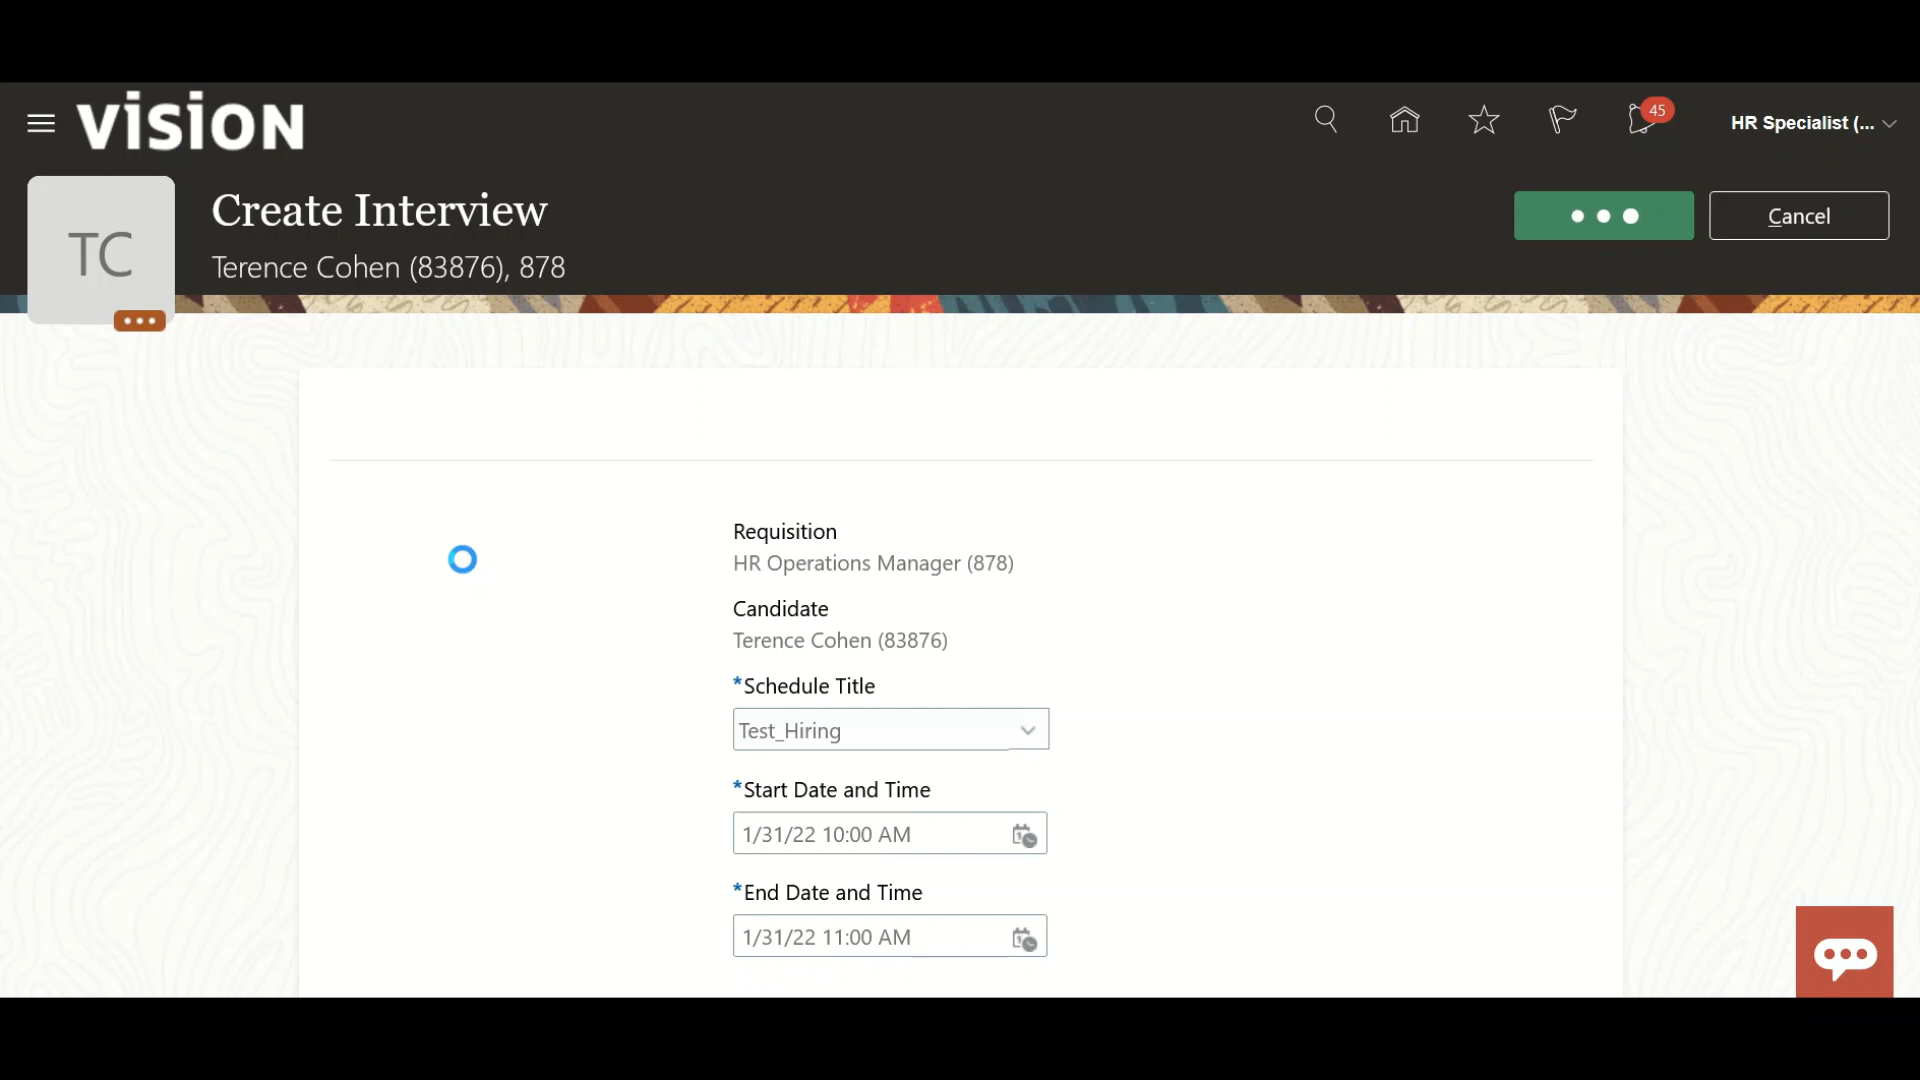 vision
45
HR Specialist (...
TC
Create Interview
Terence Cohen (83876), 878
Cancel
Requisition
HR Operations Manager (878)
Candidate
Terence Cohen (83876)
*Schedule Title
Test_Hiring
*Start Date and Time
1/31/22 10:00 AM
*End Date and Time
1/31/22 11:00 AM